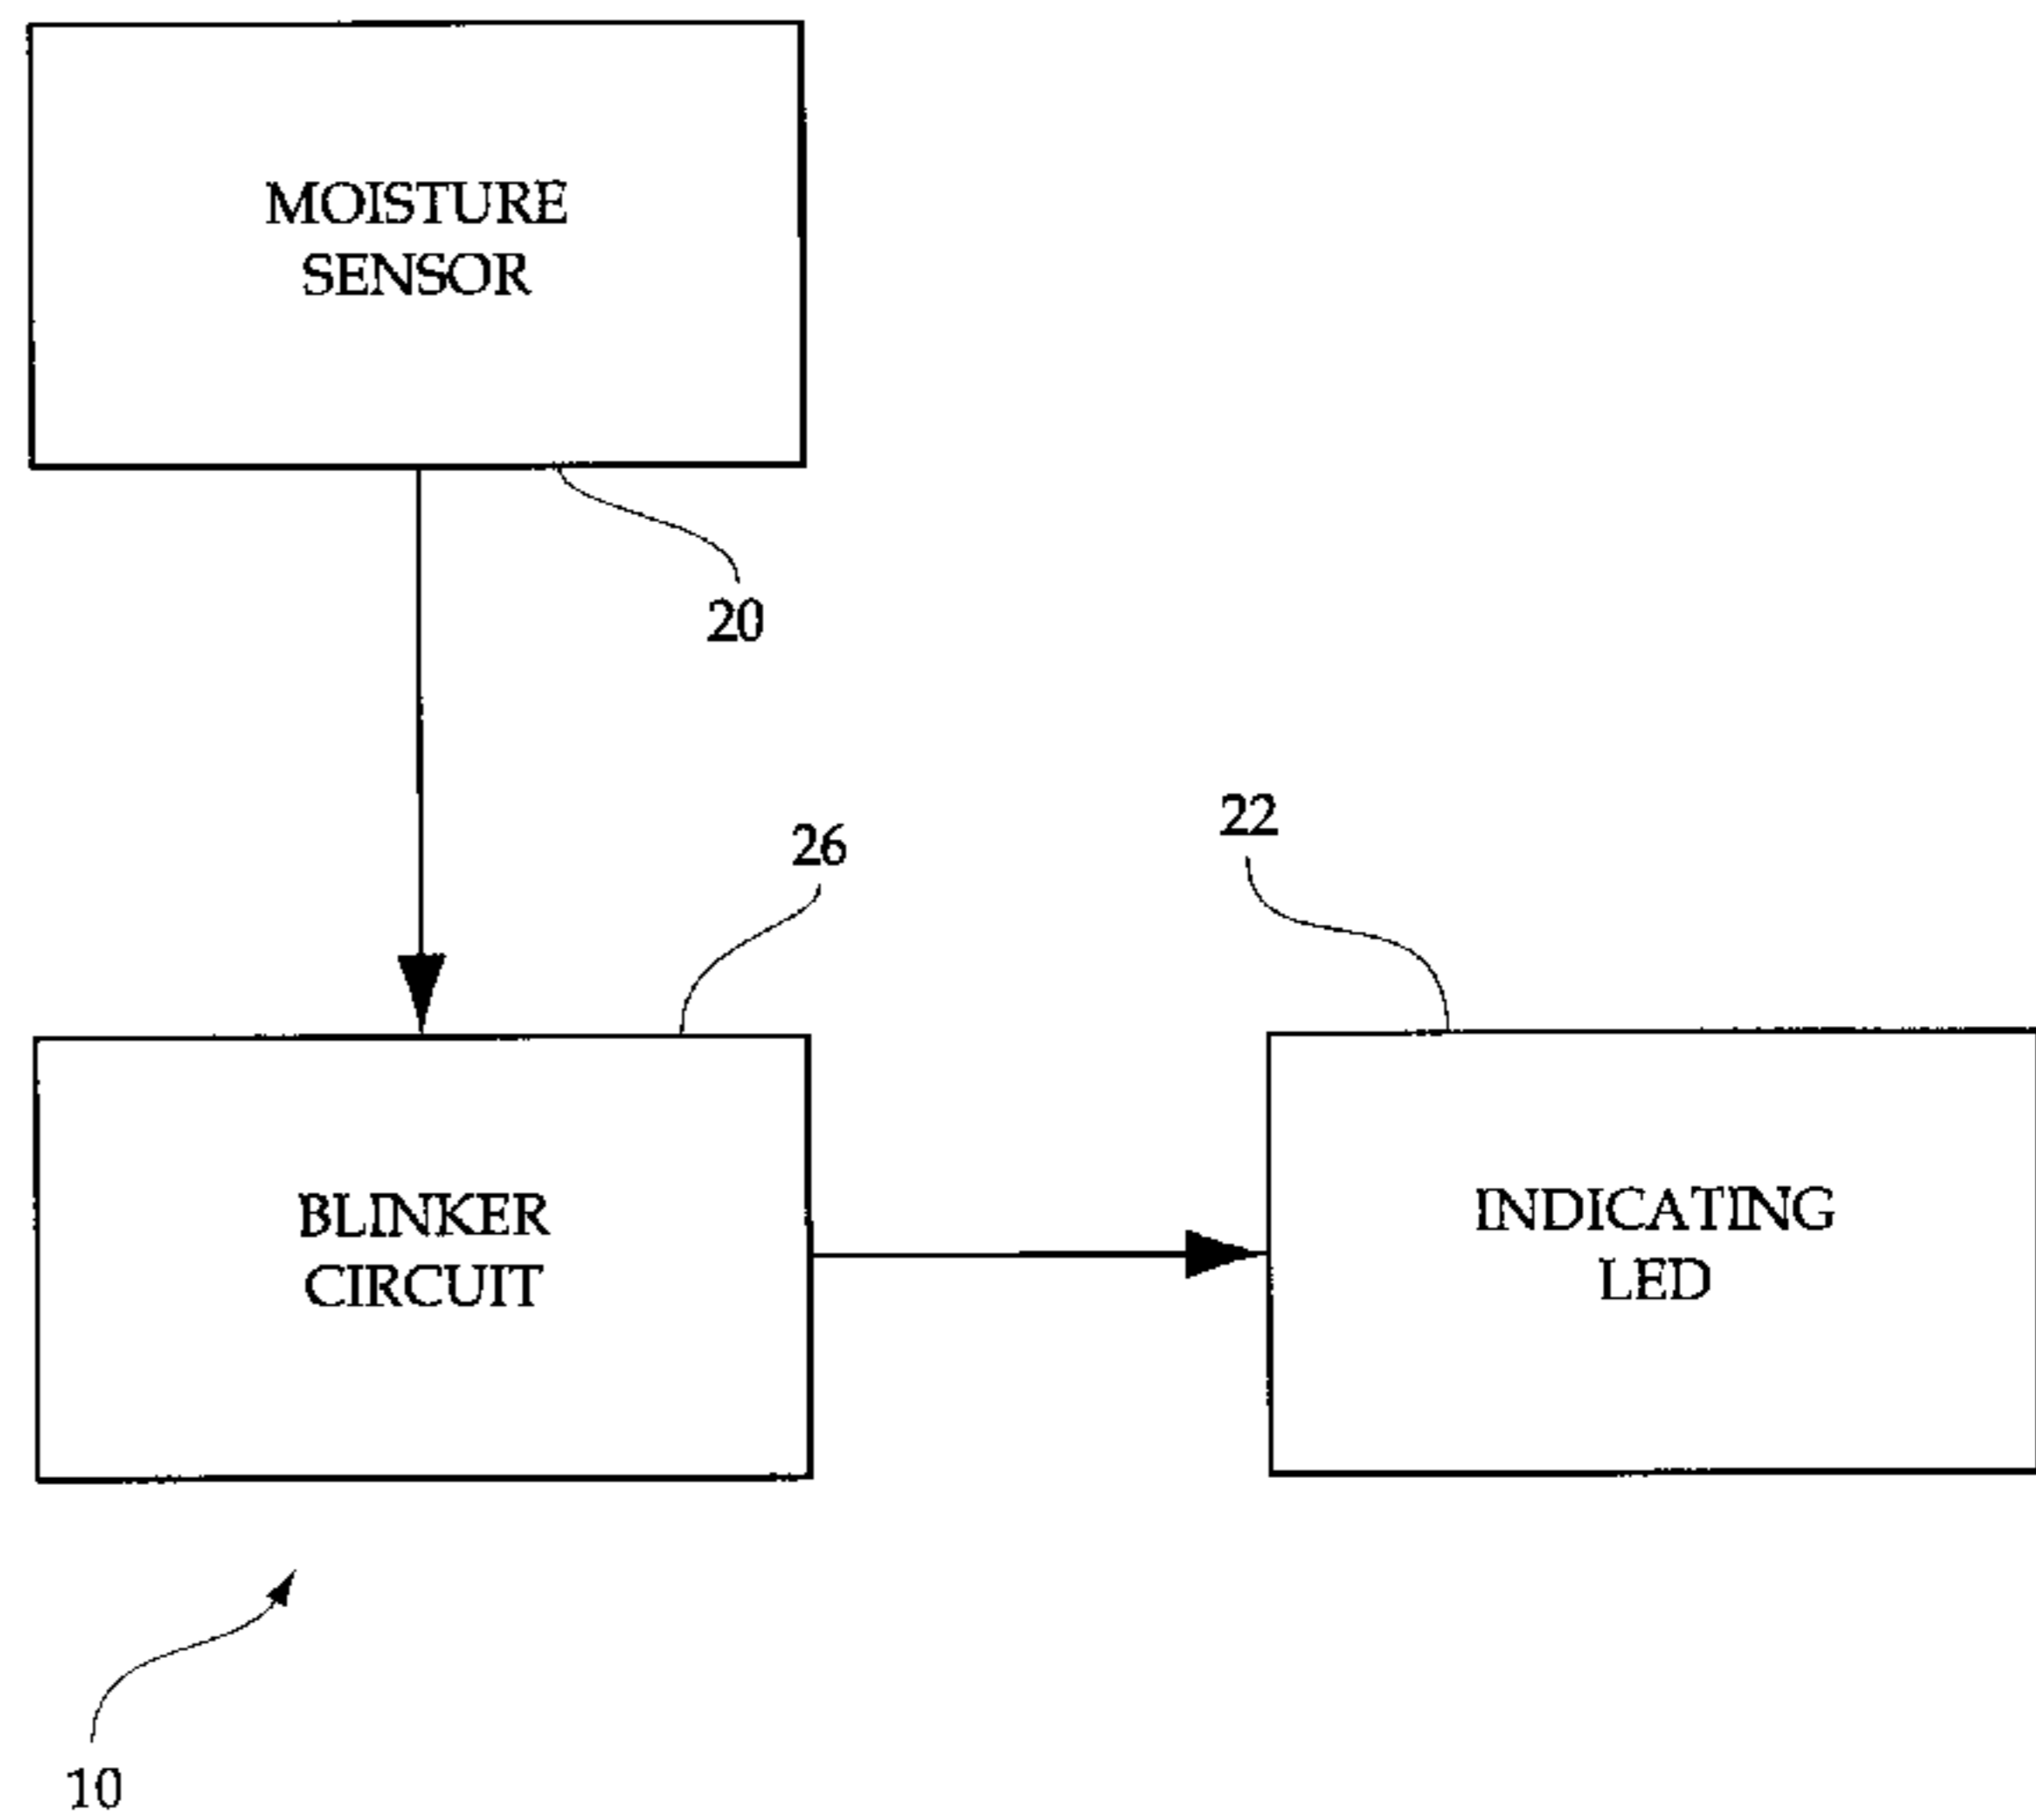 MOISTURE
SENSOR
20
26
22
BLINKER
CIRCUIT
INDICATING
LED
10